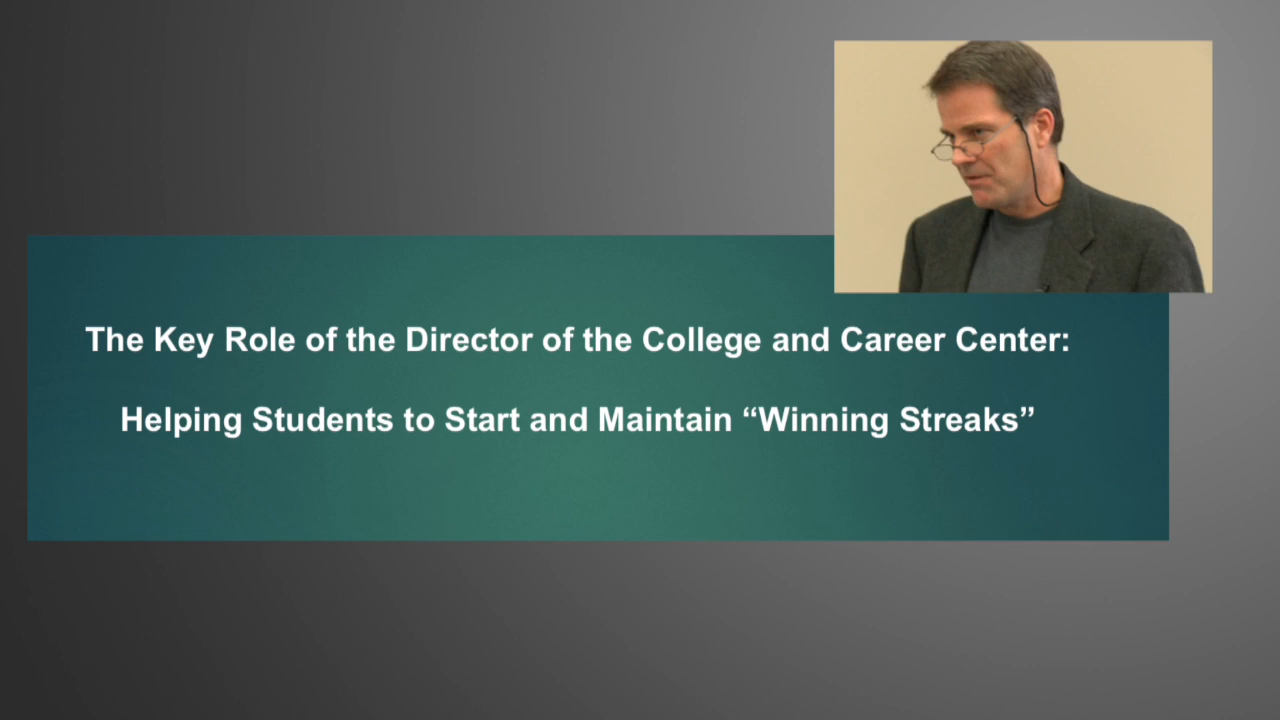 The Key Role of the Director of the College and Career Center:
Helping Students to Start and Maintain “Winning Streaks”